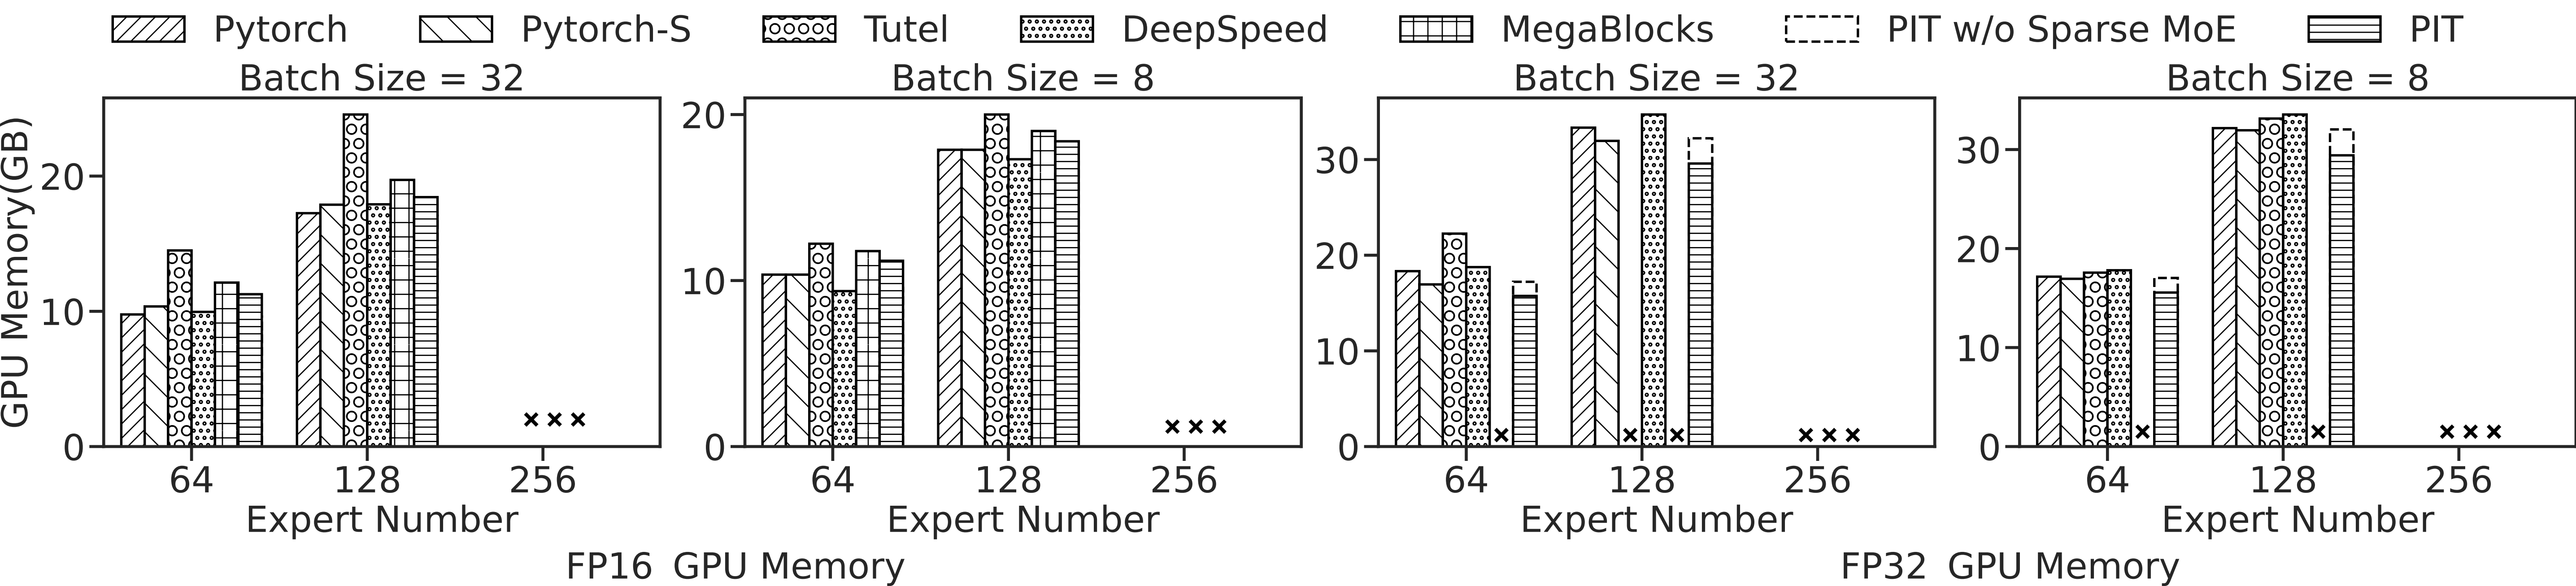 Pytorch Pytorch-S Tutel DeepSpeed MegaBlocks PIT w/o Sparse MoE PIT
Batch Size = 32 Batch Size = 8 Batch Size = 32 Batch Size = 8
GPU Memory(GB)
20
10
0
20
10
0
30
20
10
0
30
20
10
0
64 128 256 64 128 256 64 128 256 64 128 256
Expert Number Expert Number Expert Number Expert Number
FP16 GPU Memory FP32 GPU Memory